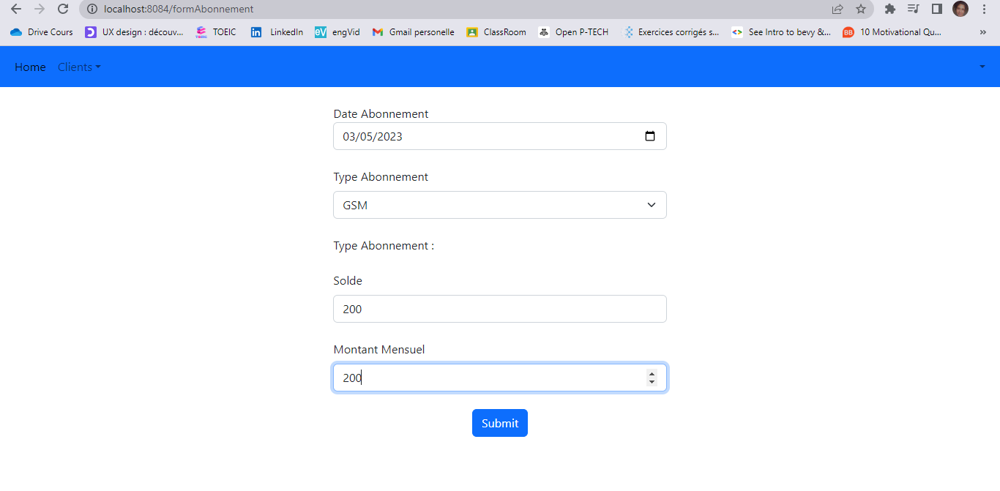 localhost:8084/formAbonnement
Drive Cours UX design : découv... TOEIC LinkedIn eV engVid Gmail personelle ClassRoom Open P-TECH Exercices corrigés s... See Intro to bevy &... BB 10 Motivational Qu... »
Home Clients
Date Abonnement
03/05/2023
Type Abonnement
GSM
Type Abonnement :
Solde
200
Montant Mensuel
200
Submit